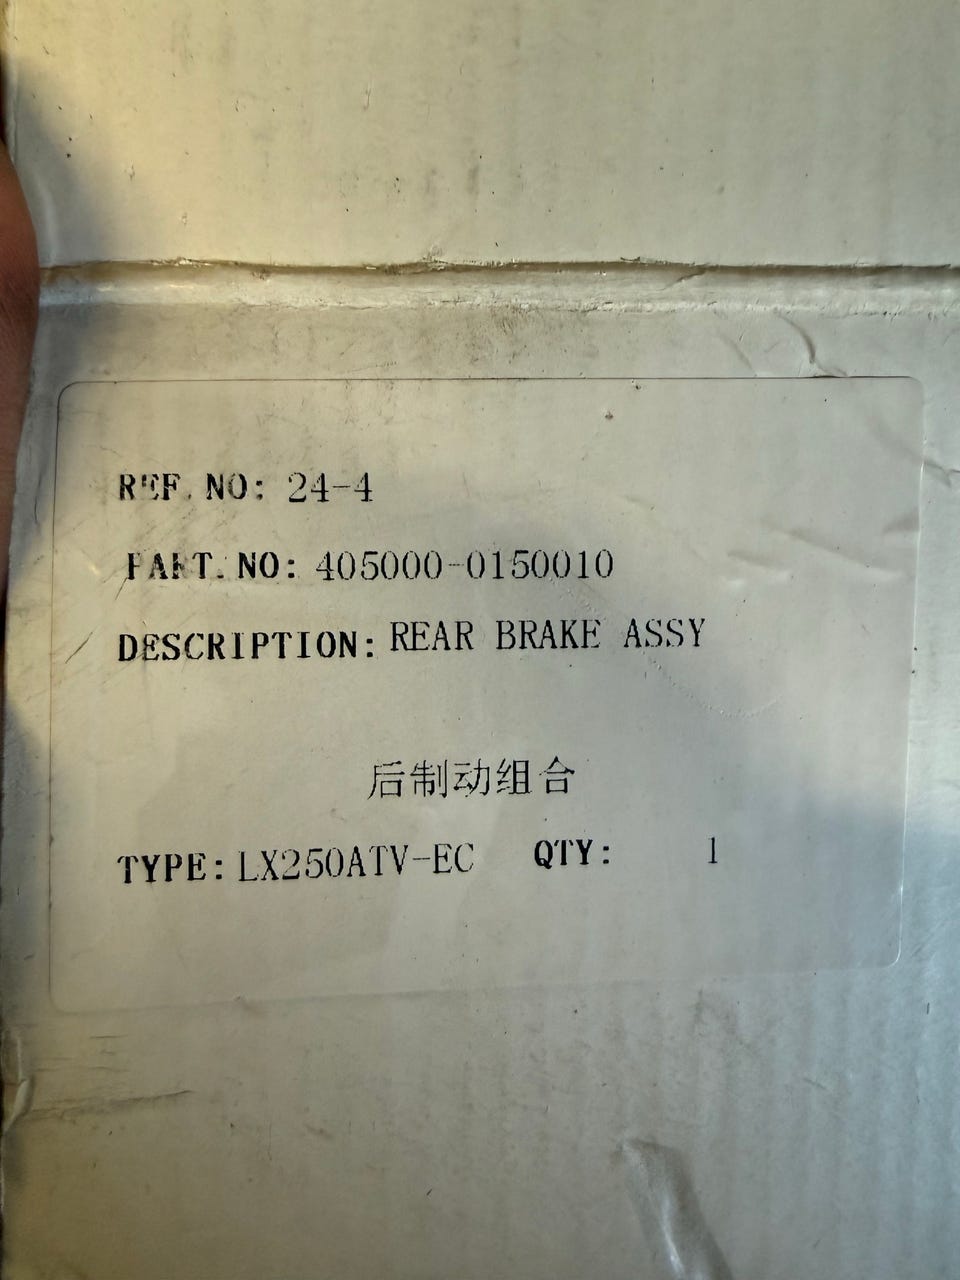 REF. NO: 24-4
PART. NO: 405000-0150010
DESCRIPTION: REAR BRAKE ASSY
后制动组合
TYPE: LX250ATV-EC QTY: 1